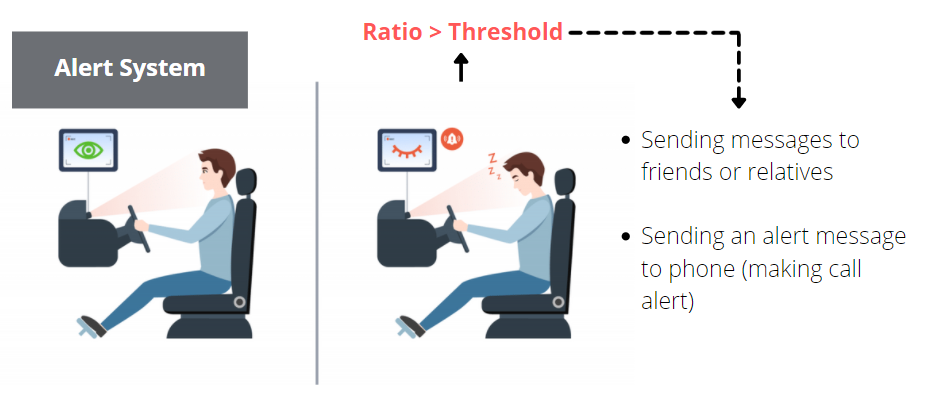 Ratio > Threshold
Alert System
z
z
z
Sending messages to
friends or relatives
Sending an alert message
to phone (making call
alert)